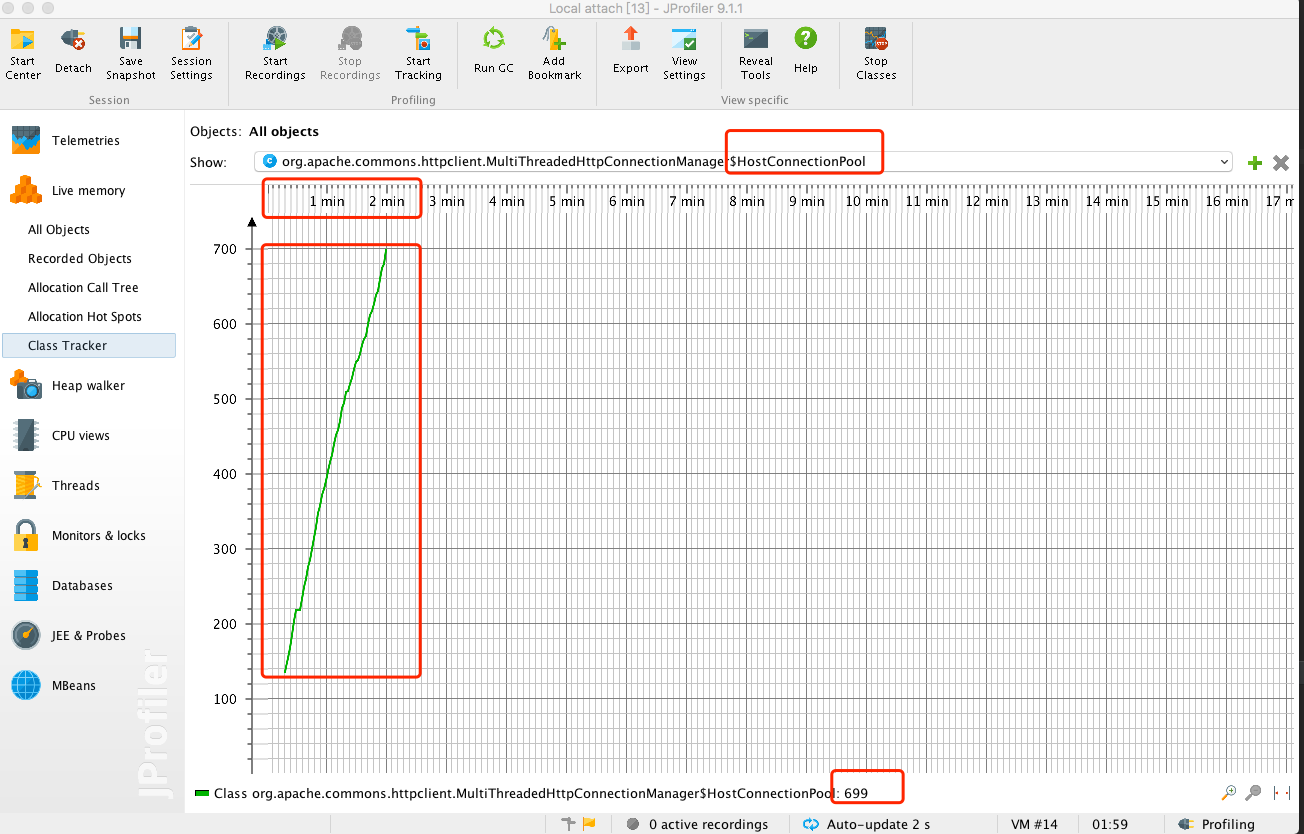 Local attach [13] - JProfiler 9.1.1
Start Center
Detach
Save Snapshot
Session Settings
Start Recordings
Stop Recordings
Start Tracking
Run GC
Add Bookmark
Export
View Settings
Reveal Tools
Help
Stop Classes
Session
Profiling
View specific
Telemetries
Live memory
All Objects
Recorded Objects
Allocation Call Tree
Allocation Hot Spots
Class Tracker
Heap walker
CPU views
Threads
Monitors & locks
Databases
JEE & Probes
MBeans
JProfiler
Objects: All objects
Show: org.apache.commons.httpclient.MultiThreadedHttpConnectionManager$HostConnectionPool
1 min 2 min 3 min 4 min 5 min 6 min 7 min 8 min 9 min 10 min 11 min 12 min 13 min 14 min 15 min 16 min 17 m
700
600
500
400
300
200
100
Class org.apache.commons.httpclient.MultiThreadedHttpConnectionManager$HostConnectionPool: 699
0 active recordings
Auto-update 2 s
VM #14
01:59
Profiling